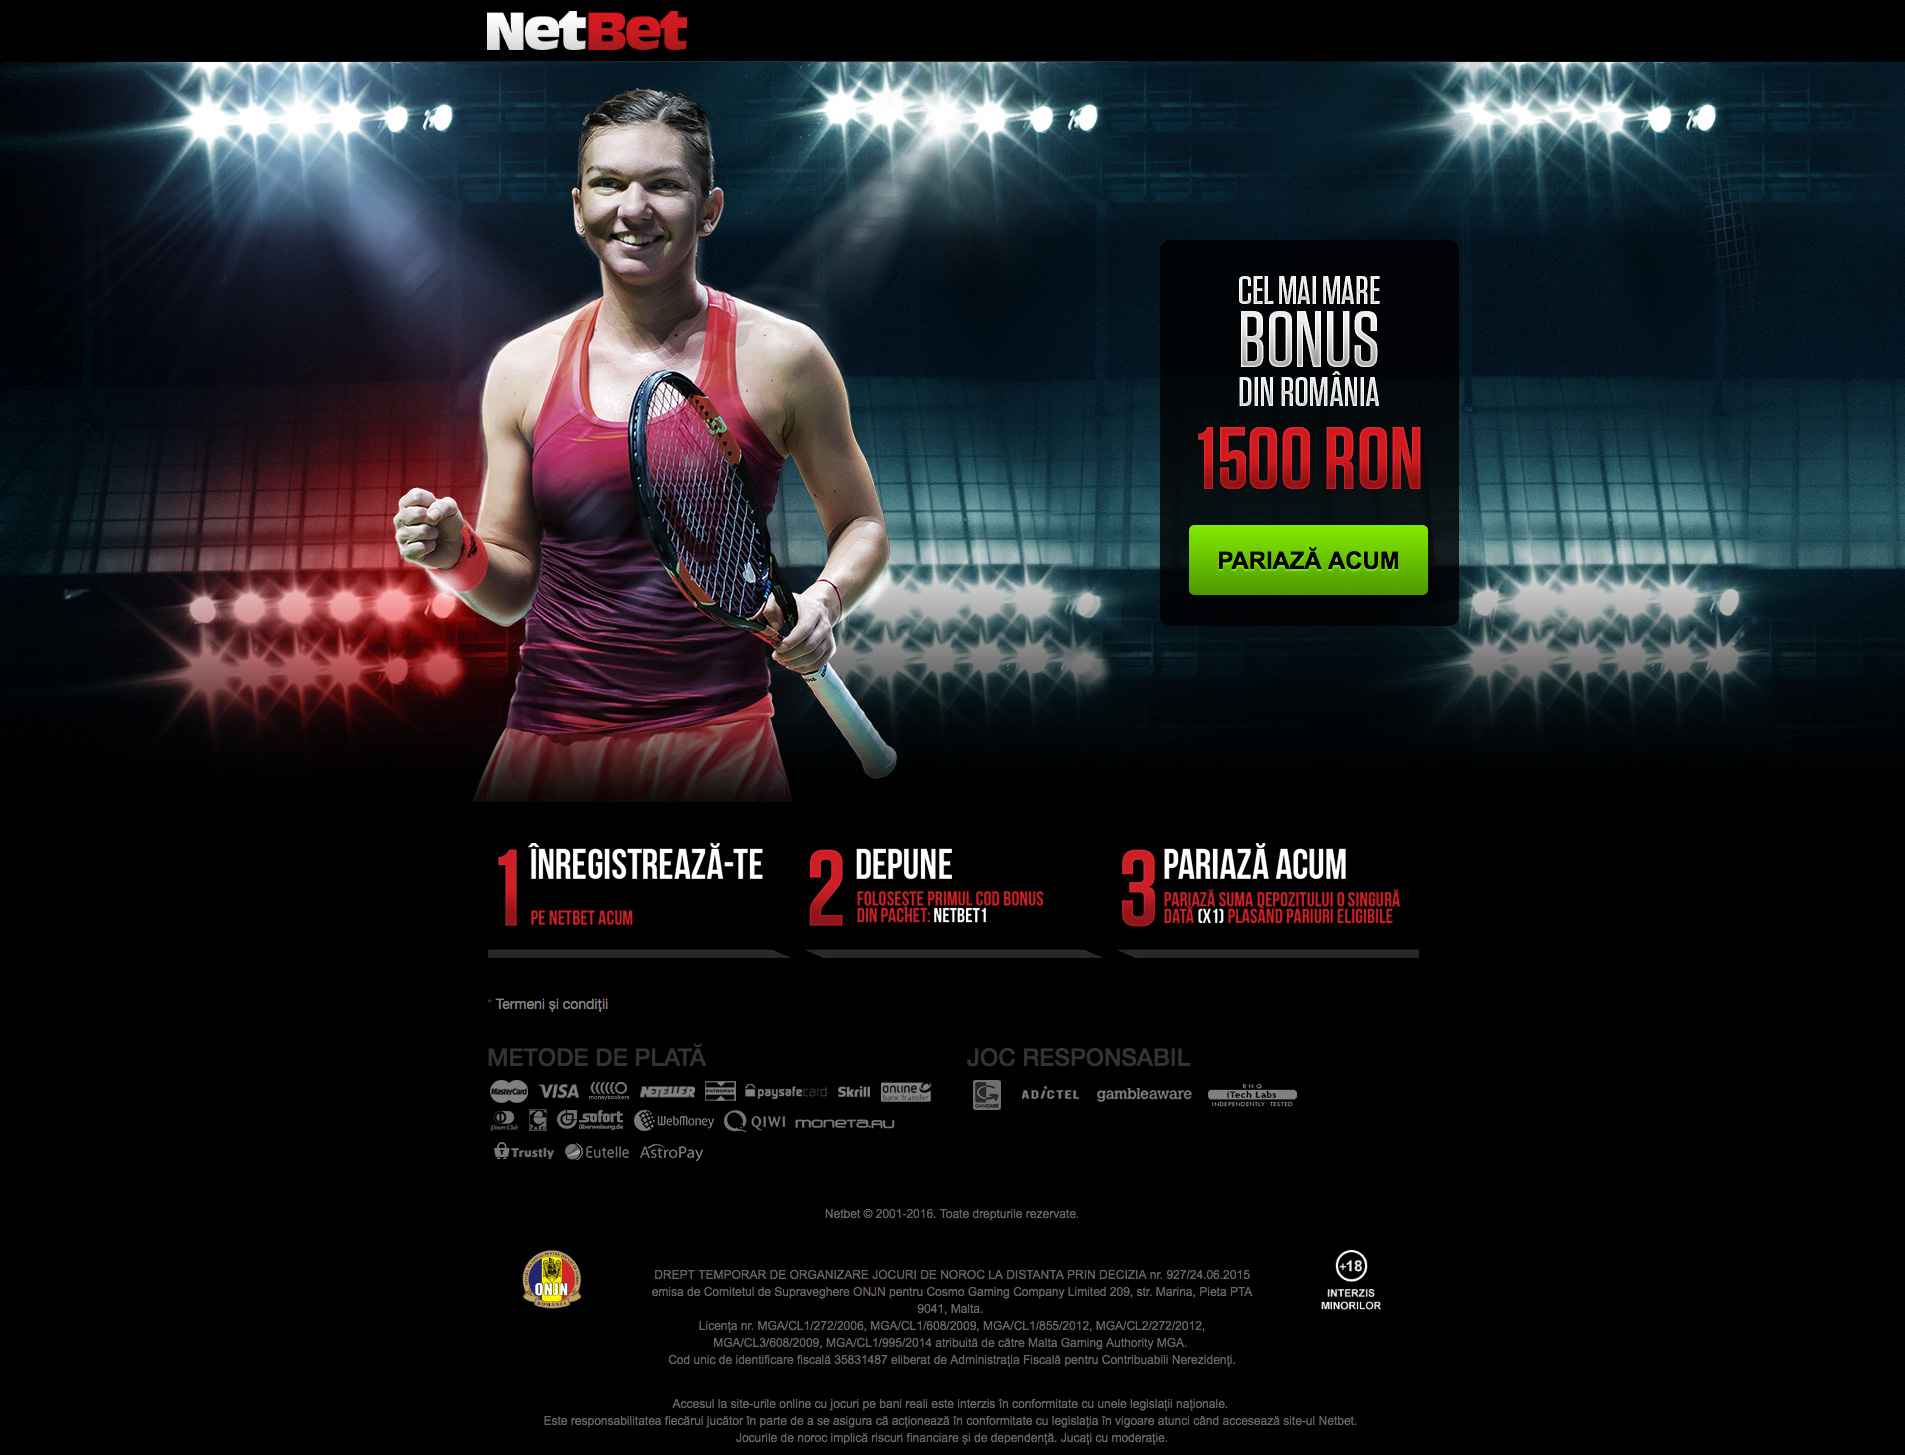 NetBet
CEL MAI MARE
BONUS
DIN ROMÂNIA
1500 RON
PARIAZĂ ACUM
1 ÎNREGISTREAZĂ-TE
PE NETBET ACUM
2 DEPUNE
FOLOSEȘTE PRIMUL COD BONUS
DIN PACHET: NETBET1
3 PARIAZĂ ACUM
PARIAZĂ SUMA DEPOZITULUI O SINGURĂ
DATĂ (X1) PLASÂND PARIURI ELIGIBILE
* Termeni și condiții
METODE DE PLATĂ
MasterCard VISA moneybookers NETELLER ENTROPAY paysafecard Skrill online bank transfer
Diners Club sofort überweisung.de WebMoney QIWI moneta.ru
Trustly Eutelle AstroPay
JOC RESPONSABIL
GAMCARE ADICTEL gambleaware RNG iTech Labs INDEPENDENTLY TESTED
Netbet © 2001-2016. Toate drepturile rezervate.
ONJN
ROMÂNIA
DREPT TEMPORAR DE ORGANIZARE JOCURI DE NOROC LA DISTANTA PRIN DECIZIA nr. 927/24.06.2015
emisa de Comitetul de Supraveghere ONJN pentru Cosmo Gaming Company Limited 209, str. Marina, Pieta PTA
9041, Malta.
Licența nr. MGA/CL1/272/2006, MGA/CL1/608/2009, MGA/CL1/855/2012, MGA/CL2/272/2012,
MGA/CL3/608/2009, MGA/CL1/995/2014 atribuită de către Malta Gaming Authority MGA.
Cod unic de identificare fiscală 35831487 eliberat de Administrația Fiscală pentru Contribuabili Nerezidenți.
+18
INTERZIS
MINORILOR
Accesul la site-urile online cu jocuri pe bani reali este interzis în conformitate cu unele legislații naționale.
Este responsabilitatea fiecărui jucător în parte de a se asigura că acționează în conformitate cu legislația în vigoare atunci când accesează site-ul Netbet.
Jocurile de noroc implică riscuri financiare și de dependență. Jucați cu moderație.